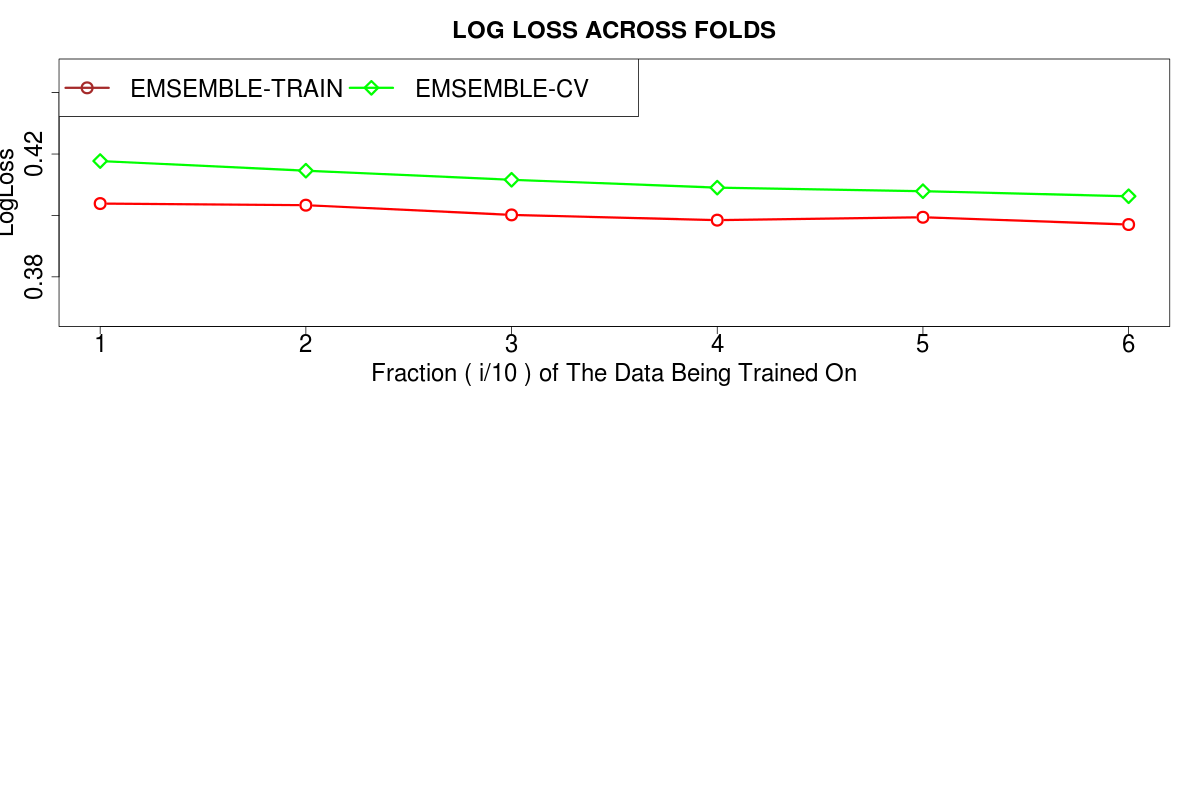 LOG LOSS ACROSS FOLDS
EMSEMBLE-TRAIN EMSEMBLE-CV
LogLoss
0.42
0.38
1 2 3 4 5 6
Fraction ( i/10 ) of The Data Being Trained On